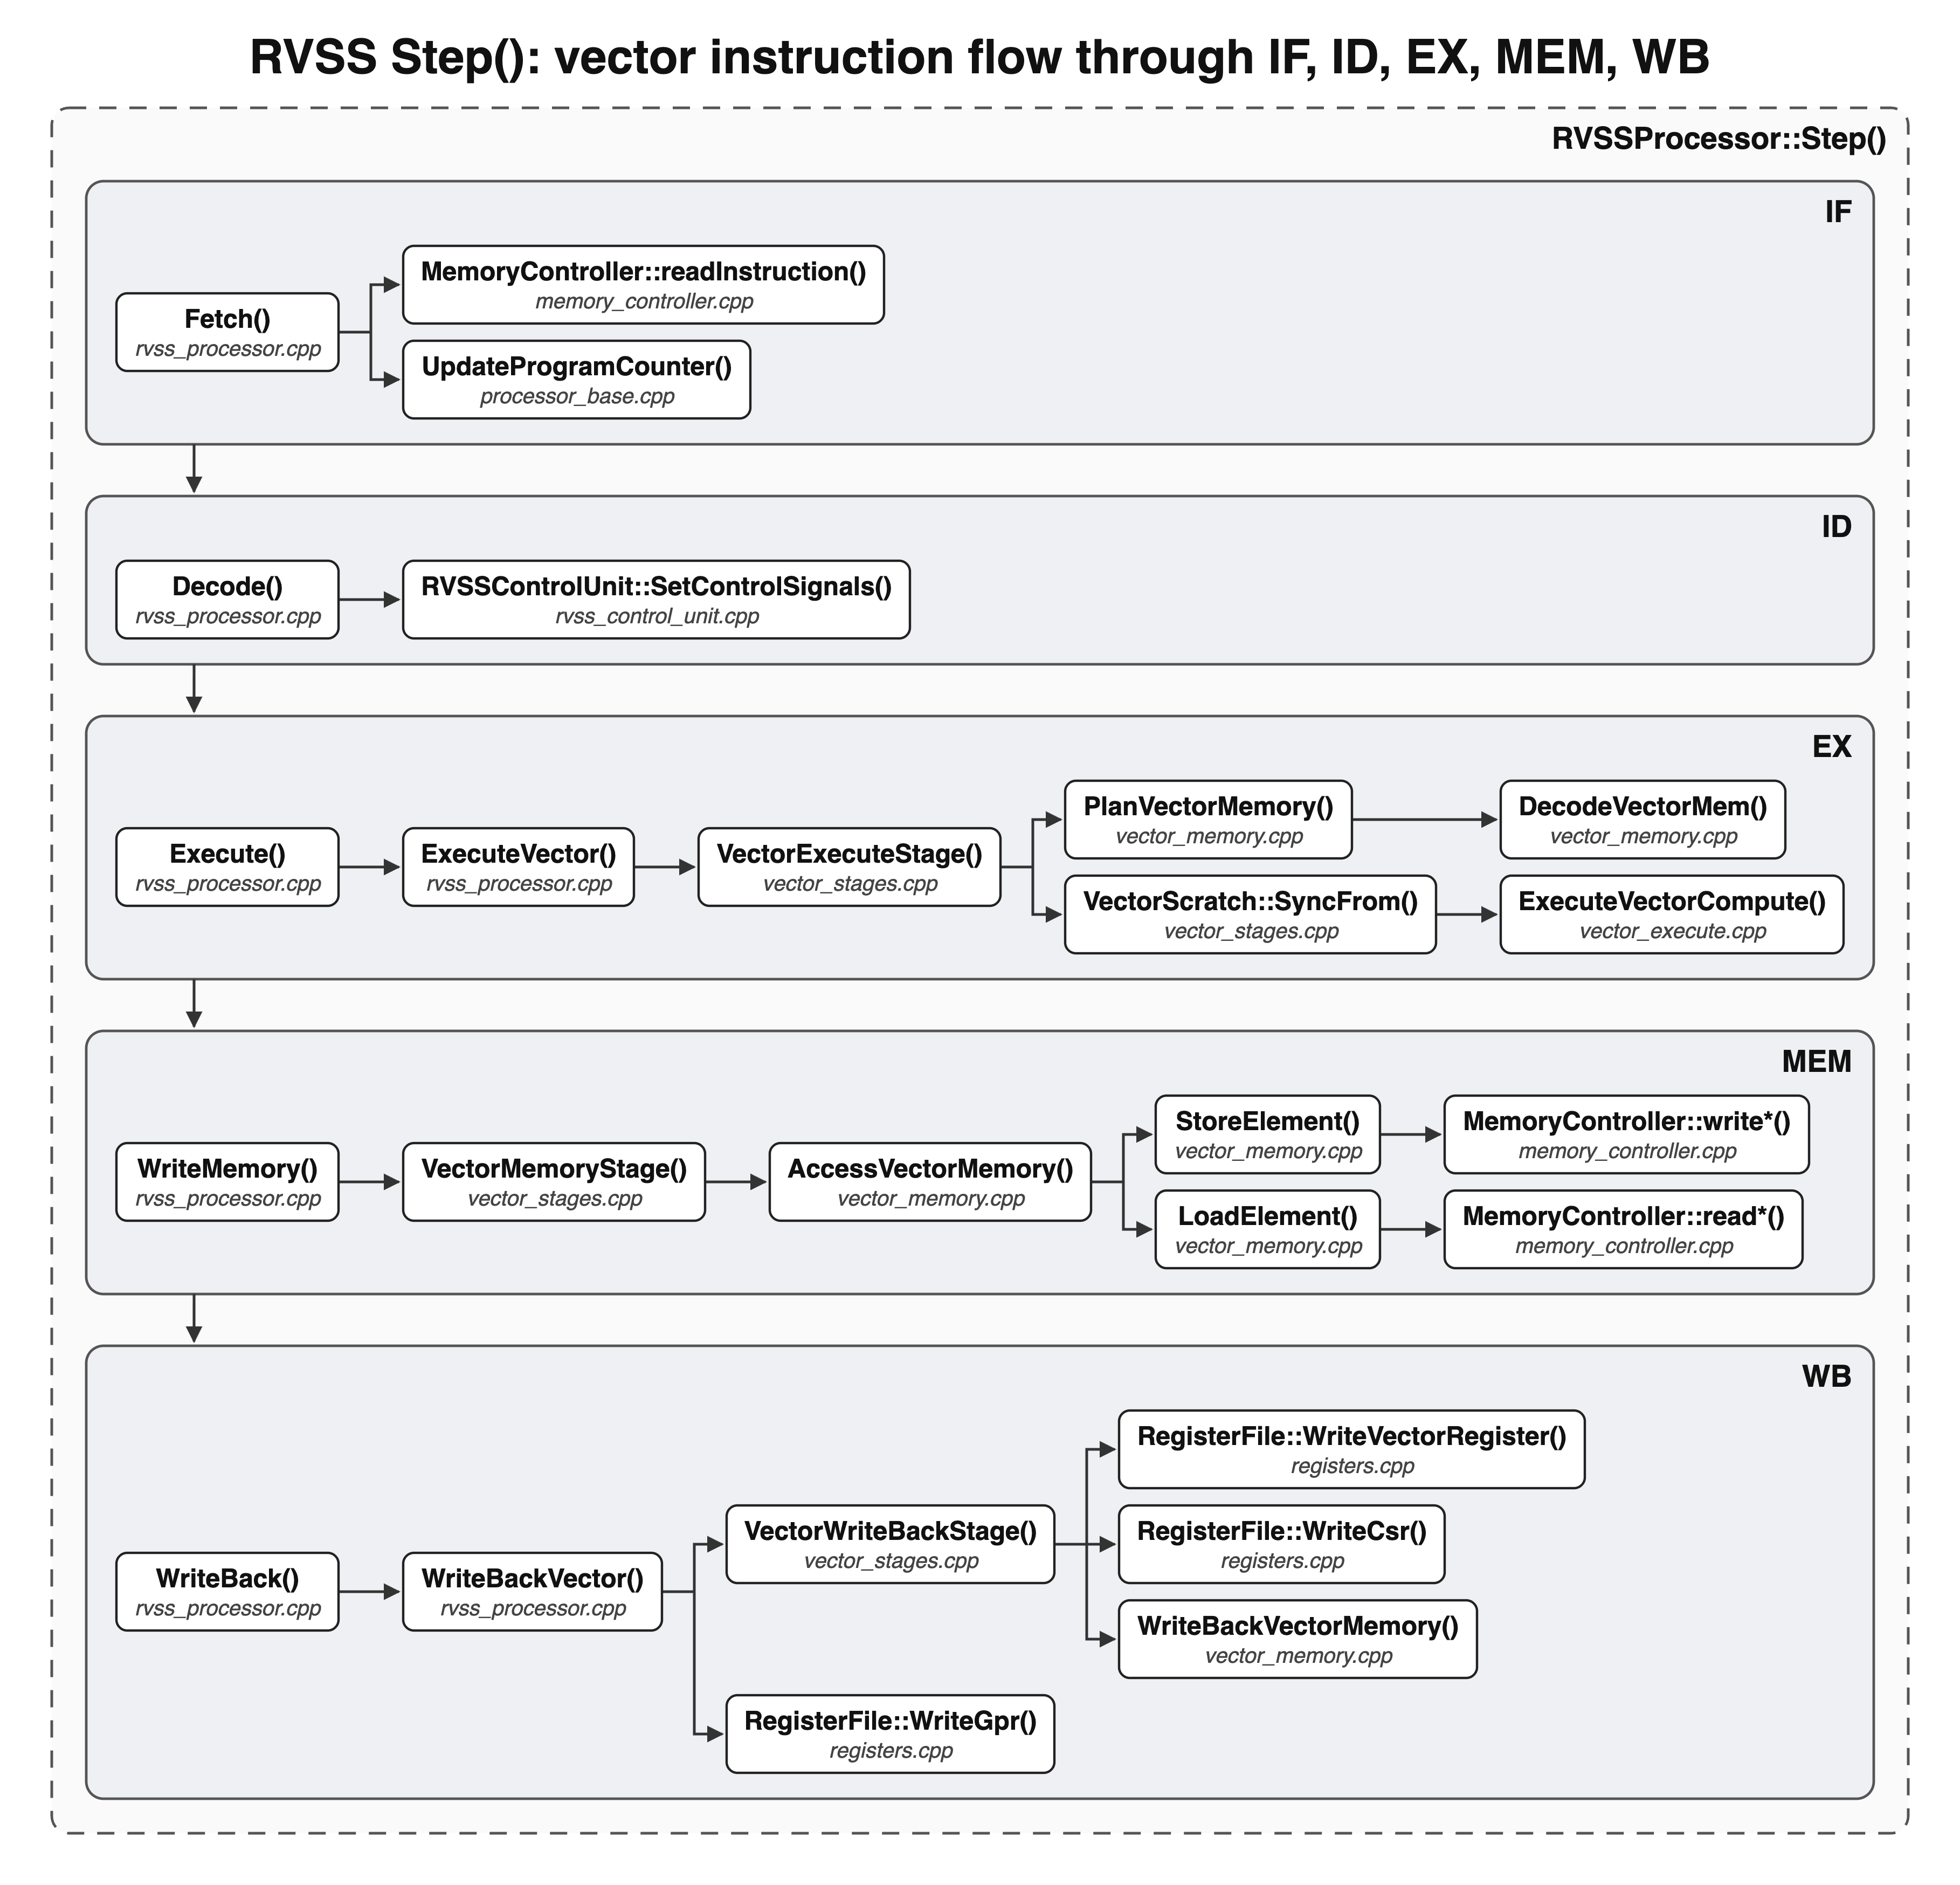 RVSS Step(): vector instruction flow through IF, ID, EX, MEM, WB
RVSSProcessor::Step()
IF
Fetch()
rvss_processor.cpp
MemoryController::readInstruction()
memory_controller.cpp
UpdateProgramCounter()
processor_base.cpp
ID
Decode()
rvss_processor.cpp
RVSSControlUnit::SetControlSignals()
rvss_control_unit.cpp
EX
Execute()
rvss_processor.cpp
ExecuteVector()
rvss_processor.cpp
VectorExecuteStage()
vector_stages.cpp
PlanVectorMemory()
vector_memory.cpp
DecodeVectorMem()
vector_memory.cpp
VectorScratch::SyncFrom()
vector_stages.cpp
ExecuteVectorCompute()
vector_execute.cpp
MEM
WriteMemory()
rvss_processor.cpp
VectorMemoryStage()
vector_stages.cpp
AccessVectorMemory()
vector_memory.cpp
StoreElement()
vector_memory.cpp
MemoryController::write*()
memory_controller.cpp
LoadElement()
vector_memory.cpp
MemoryController::read*()
memory_controller.cpp
WB
WriteBack()
rvss_processor.cpp
WriteBackVector()
rvss_processor.cpp
VectorWriteBackStage()
vector_stages.cpp
RegisterFile::WriteVectorRegister()
registers.cpp
RegisterFile::WriteCsr()
registers.cpp
WriteBackVectorMemory()
vector_memory.cpp
RegisterFile::WriteGpr()
registers.cpp